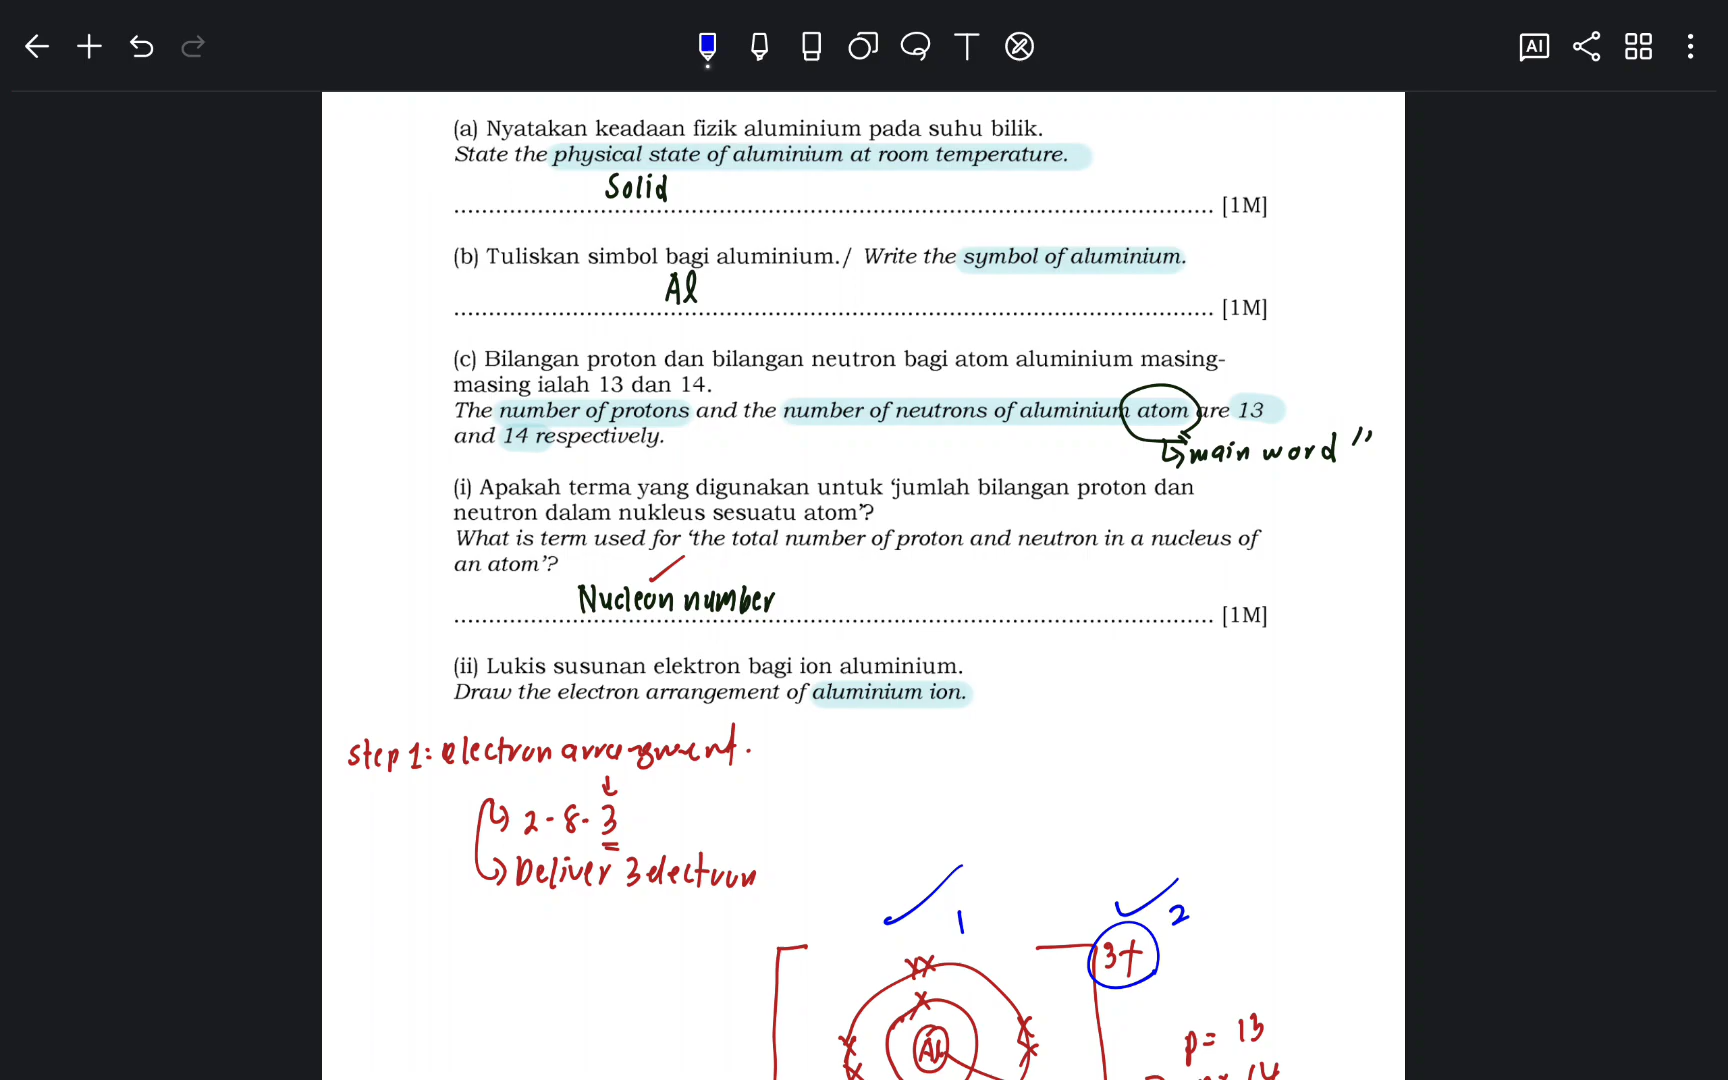 AI
(a) Nyatakan keadaan fizik aluminium pada suhu bilik.
State the physical state of aluminium at room temperature.
Solid
.............................................................................................................. [1M]
(b) Tuliskan simbol bagi aluminium./ Write the symbol of aluminium.
Al
.............................................................................................................. [1M]
(c) Bilangan proton dan bilangan neutron bagi atom aluminium masing-
masing ialah 13 dan 14.
The number of protons and the number of neutrons of aluminium atom are 13
and 14 respectively.
main word
(i) Apakah terma yang digunakan untuk ‘jumlah bilangan proton dan
neutron dalam nukleus sesuatu atom’?
What is term used for ‘the total number of proton and neutron in a nucleus of
an atom’?
Nucleon number
.............................................................................................................. [1M]
(ii) Lukis susunan elektron bagi ion aluminium.
Draw the electron arrangement of aluminium ion.
step 1: electron arrangment.
2.8.3
Deliver 3 electron
1
2
3+
Al
p = 13
14